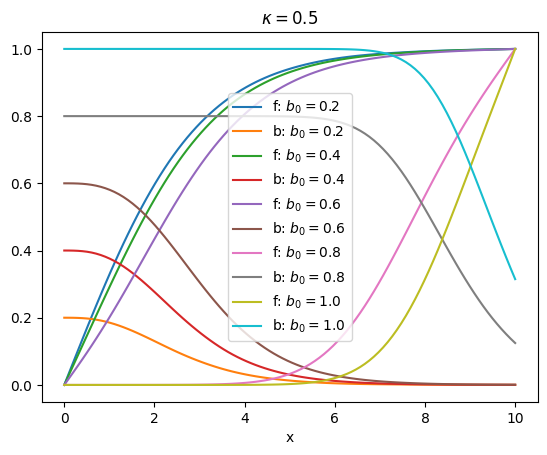 κ = 0.5
1.0
0.8
0.6
0.4
0.2
0.0
f: b₀ = 0.2
b: b₀ = 0.2
f: b₀ = 0.4
b: b₀ = 0.4
f: b₀ = 0.6
b: b₀ = 0.6
f: b₀ = 0.8
b: b₀ = 0.8
f: b₀ = 1.0
b: b₀ = 1.0
0 2 4 6 8 10
x